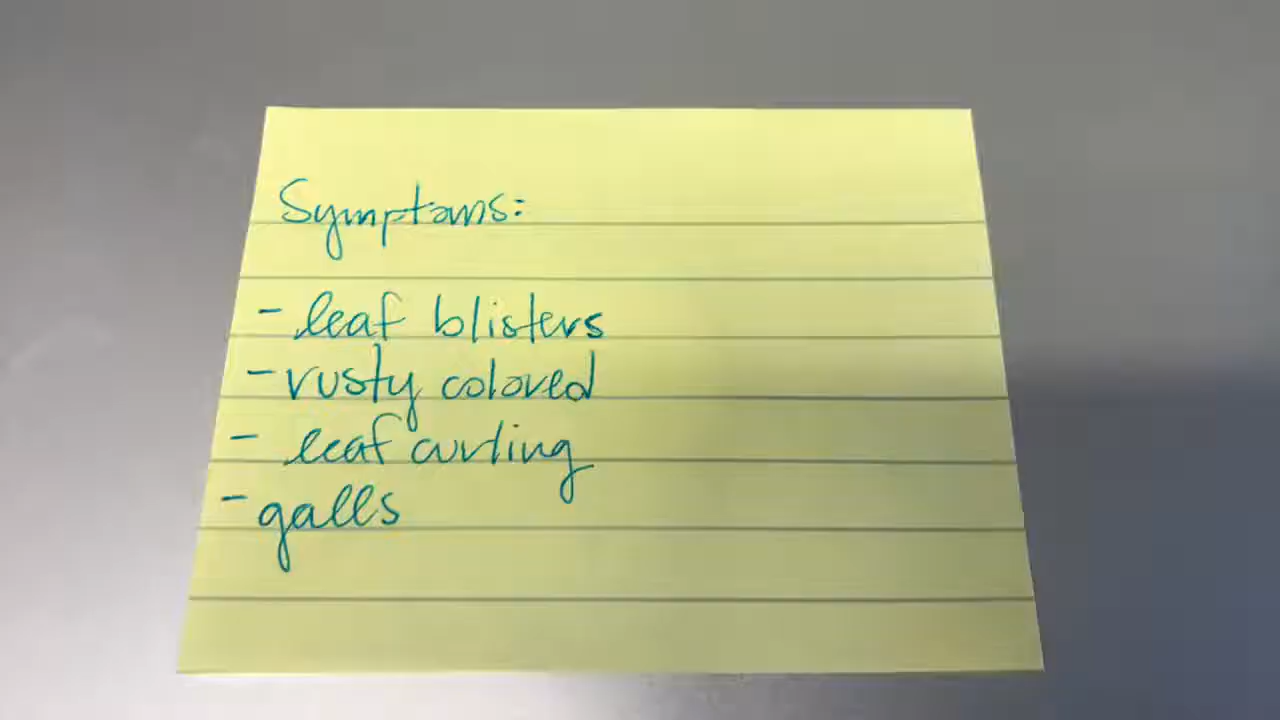 Symptoms:
- leaf blisters
- rusty colored
- leaf curling
- galls